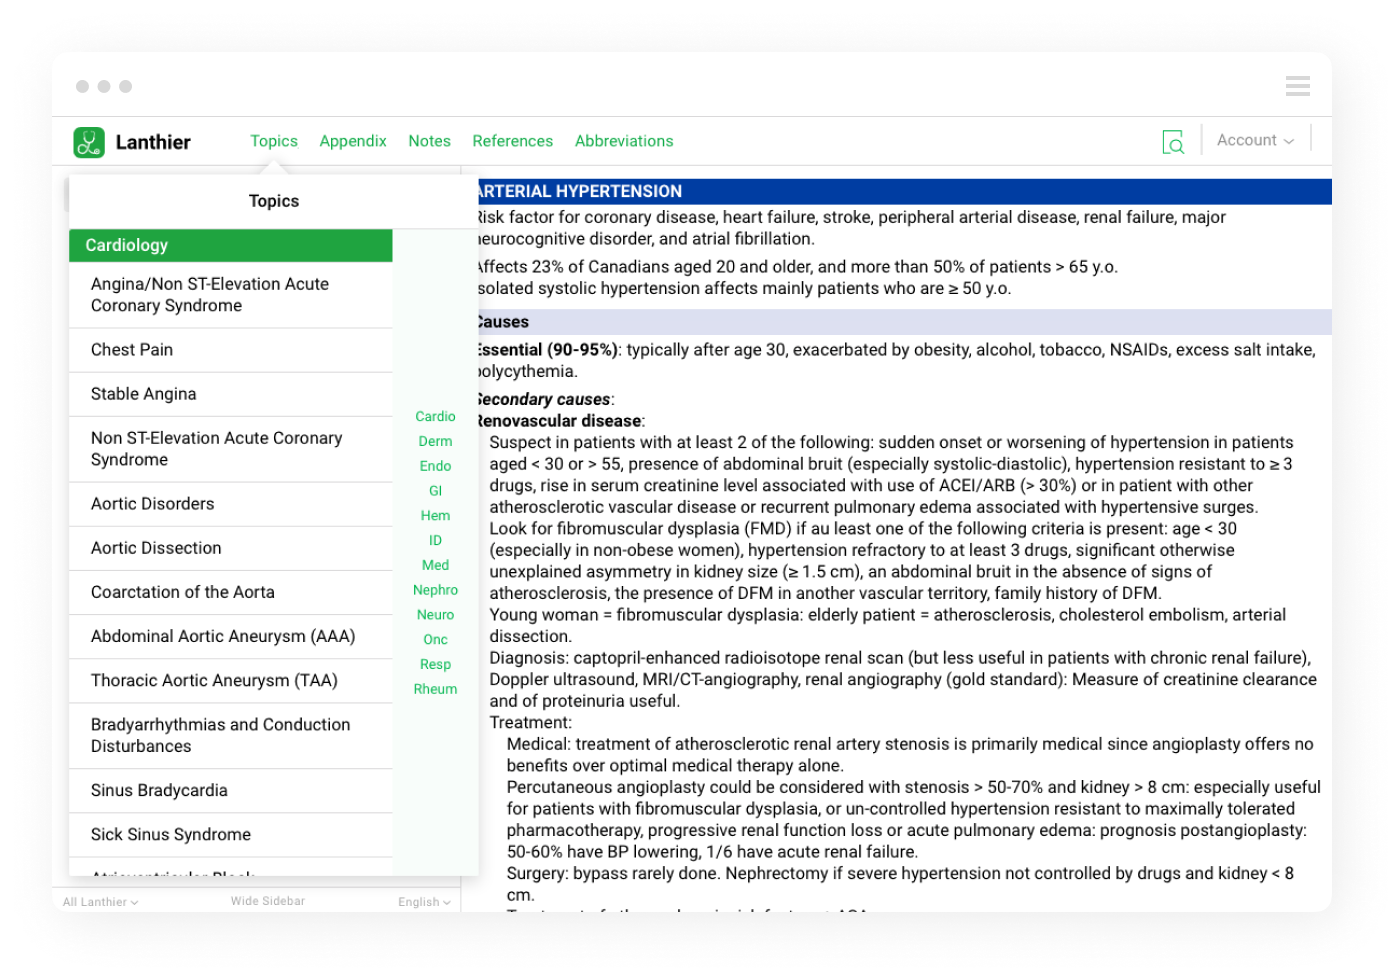 Lanthier
Topics
Appendix
Notes
References
Abbreviations
Account
Topics
Cardiology
Angina/Non ST-Elevation Acute
Coronary Syndrome
Chest Pain
Stable Angina
Non ST-Elevation Acute Coronary
Syndrome
Aortic Disorders
Aortic Dissection
Coarctation of the Aorta
Abdominal Aortic Aneurysm (AAA)
Thoracic Aortic Aneurysm (TAA)
Bradyarrhythmias and Conduction
Disturbances
Sinus Bradycardia
Sick Sinus Syndrome
Cardio
Derm
Endo
GI
Hem
ID
Med
Nephro
Neuro
Onc
Resp
Rheum
All Lanthier
Wide Sidebar
English
ARTERIAL HYPERTENSION
Risk factor for coronary disease, heart failure, stroke, peripheral arterial disease, renal failure, major
neurocognitive disorder, and atrial fibrillation.
Affects 23% of Canadians aged 20 and older, and more than 50% of patients > 65 y.o.
Isolated systolic hypertension affects mainly patients who are ≥ 50 y.o.
Causes
Essential (90-95%): typically after age 30, exacerbated by obesity, alcohol, tobacco, NSAIDs, excess salt intake,
polycythemia.
Secondary causes:
Renovascular disease:
Suspect in patients with at least 2 of the following: sudden onset or worsening of hypertension in patients
aged < 30 or > 55, presence of abdominal bruit (especially systolic-diastolic), hypertension resistant to ≥ 3
drugs, rise in serum creatinine level associated with use of ACEI/ARB (> 30%) or in patient with other
atherosclerotic vascular disease or recurrent pulmonary edema associated with hypertensive surges.
Look for fibromuscular dysplasia (FMD) if au least one of the following criteria is present: age < 30
(especially in non-obese women), hypertension refractory to at least 3 drugs, significant otherwise
unexplained asymmetry in kidney size (≥ 1.5 cm), an abdominal bruit in the absence of signs of
atherosclerosis, the presence of DFM in another vascular territory, family history of DFM.
Young woman = fibromuscular dysplasia: elderly patient = atherosclerosis, cholesterol embolism, arterial
dissection.
Diagnosis: captopril-enhanced radioisotope renal scan (but less useful in patients with chronic renal failure),
Doppler ultrasound, MRI/CT-angiography, renal angiography (gold standard): Measure of creatinine clearance
and of proteinuria useful.
Treatment:
Medical: treatment of atherosclerotic renal artery stenosis is primarily medical since angioplasty offers no
benefits over optimal medical therapy alone.
Percutaneous angioplasty could be considered with stenosis > 50-70% and kidney > 8 cm: especially useful
for patients with fibromuscular dysplasia, or un-controlled hypertension resistant to maximally tolerated
pharmacotherapy, progressive renal function loss or acute pulmonary edema: prognosis postangioplasty:
50-60% have BP lowering, 1/6 have acute renal failure.
Surgery: bypass rarely done. Nephrectomy if severe hypertension not controlled by drugs and kidney < 8
cm.